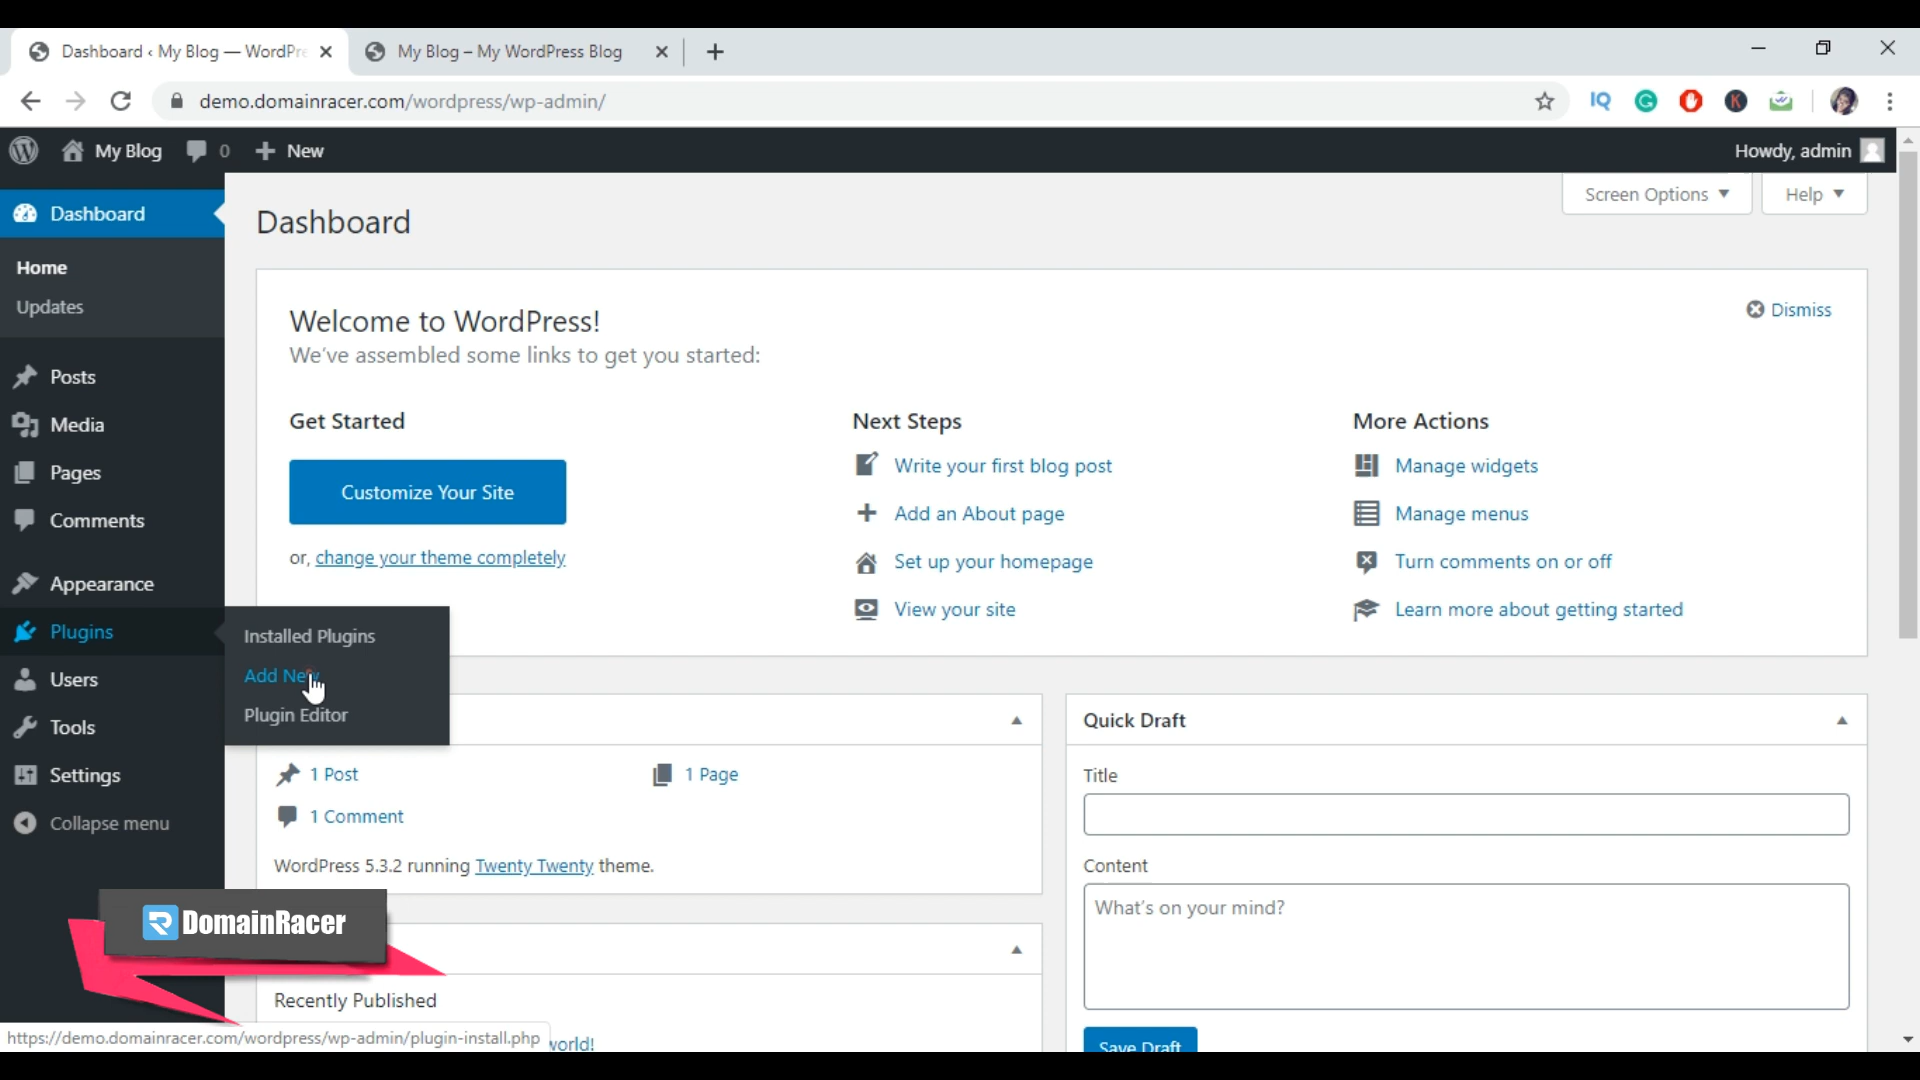 Dashboard ‹ My Blog — WordPre
My Blog – My WordPress Blog
demo.domainracer.com/wordpress/wp-admin/
IQ
G
K
My Blog
0
New
Howdy, admin
Screen Options
Help
Dashboard
Home
Updates
Posts
Media
Pages
Comments
Appearance
Plugins
Users
Tools
Settings
Collapse menu
Installed Plugins
Add New
Plugin Editor
Dashboard
Welcome to WordPress!
We've assembled some links to get you started:
Dismiss
Get Started
Customize Your Site
or, change your theme completely
Next Steps
Write your first blog post
Add an About page
Set up your homepage
View your site
More Actions
Manage widgets
Manage menus
Turn comments on or off
Learn more about getting started
1 Post
1 Page
1 Comment
WordPress 5.3.2 running Twenty Twenty theme.
Recently Published
world!
Quick Draft
Title
Content
What's on your mind?
Save Draft
DomainRacer
https://demo.domainracer.com/wordpress/wp-admin/plugin-install.php